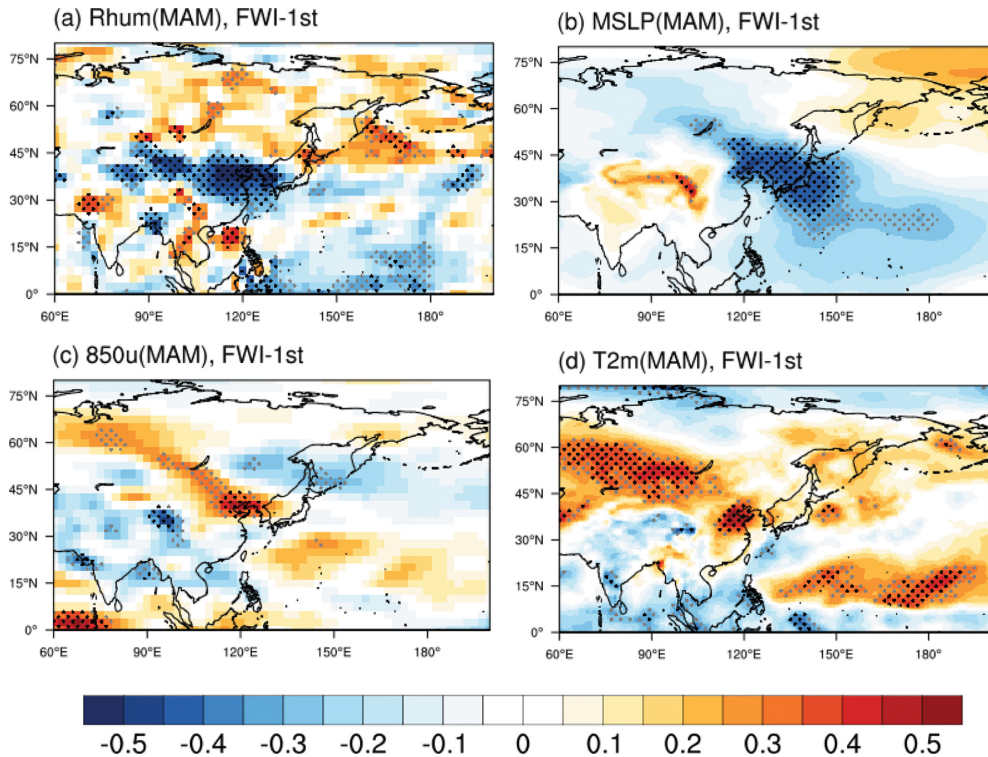 (a) Rhum(MAM), FWI-1st
75°N
60°N
45°N
30°N
15°N
0°
60°E 90°E 120°E 150°E 180°
(b) MSLP(MAM), FWI-1st
75°N
60°N
45°N
30°N
15°N
0°
60°E 90°E 120°E 150°E 180°
(c) 850u(MAM), FWI-1st
75°N
60°N
45°N
30°N
15°N
0°
60°E 90°E 120°E 150°E 180°
(d) T2m(MAM), FWI-1st
75°N
60°N
45°N
30°N
15°N
0°
60°E 90°E 120°E 150°E 180°
-0.5 -0.4 -0.3 -0.2 -0.1 0 0.1 0.2 0.3 0.4 0.5